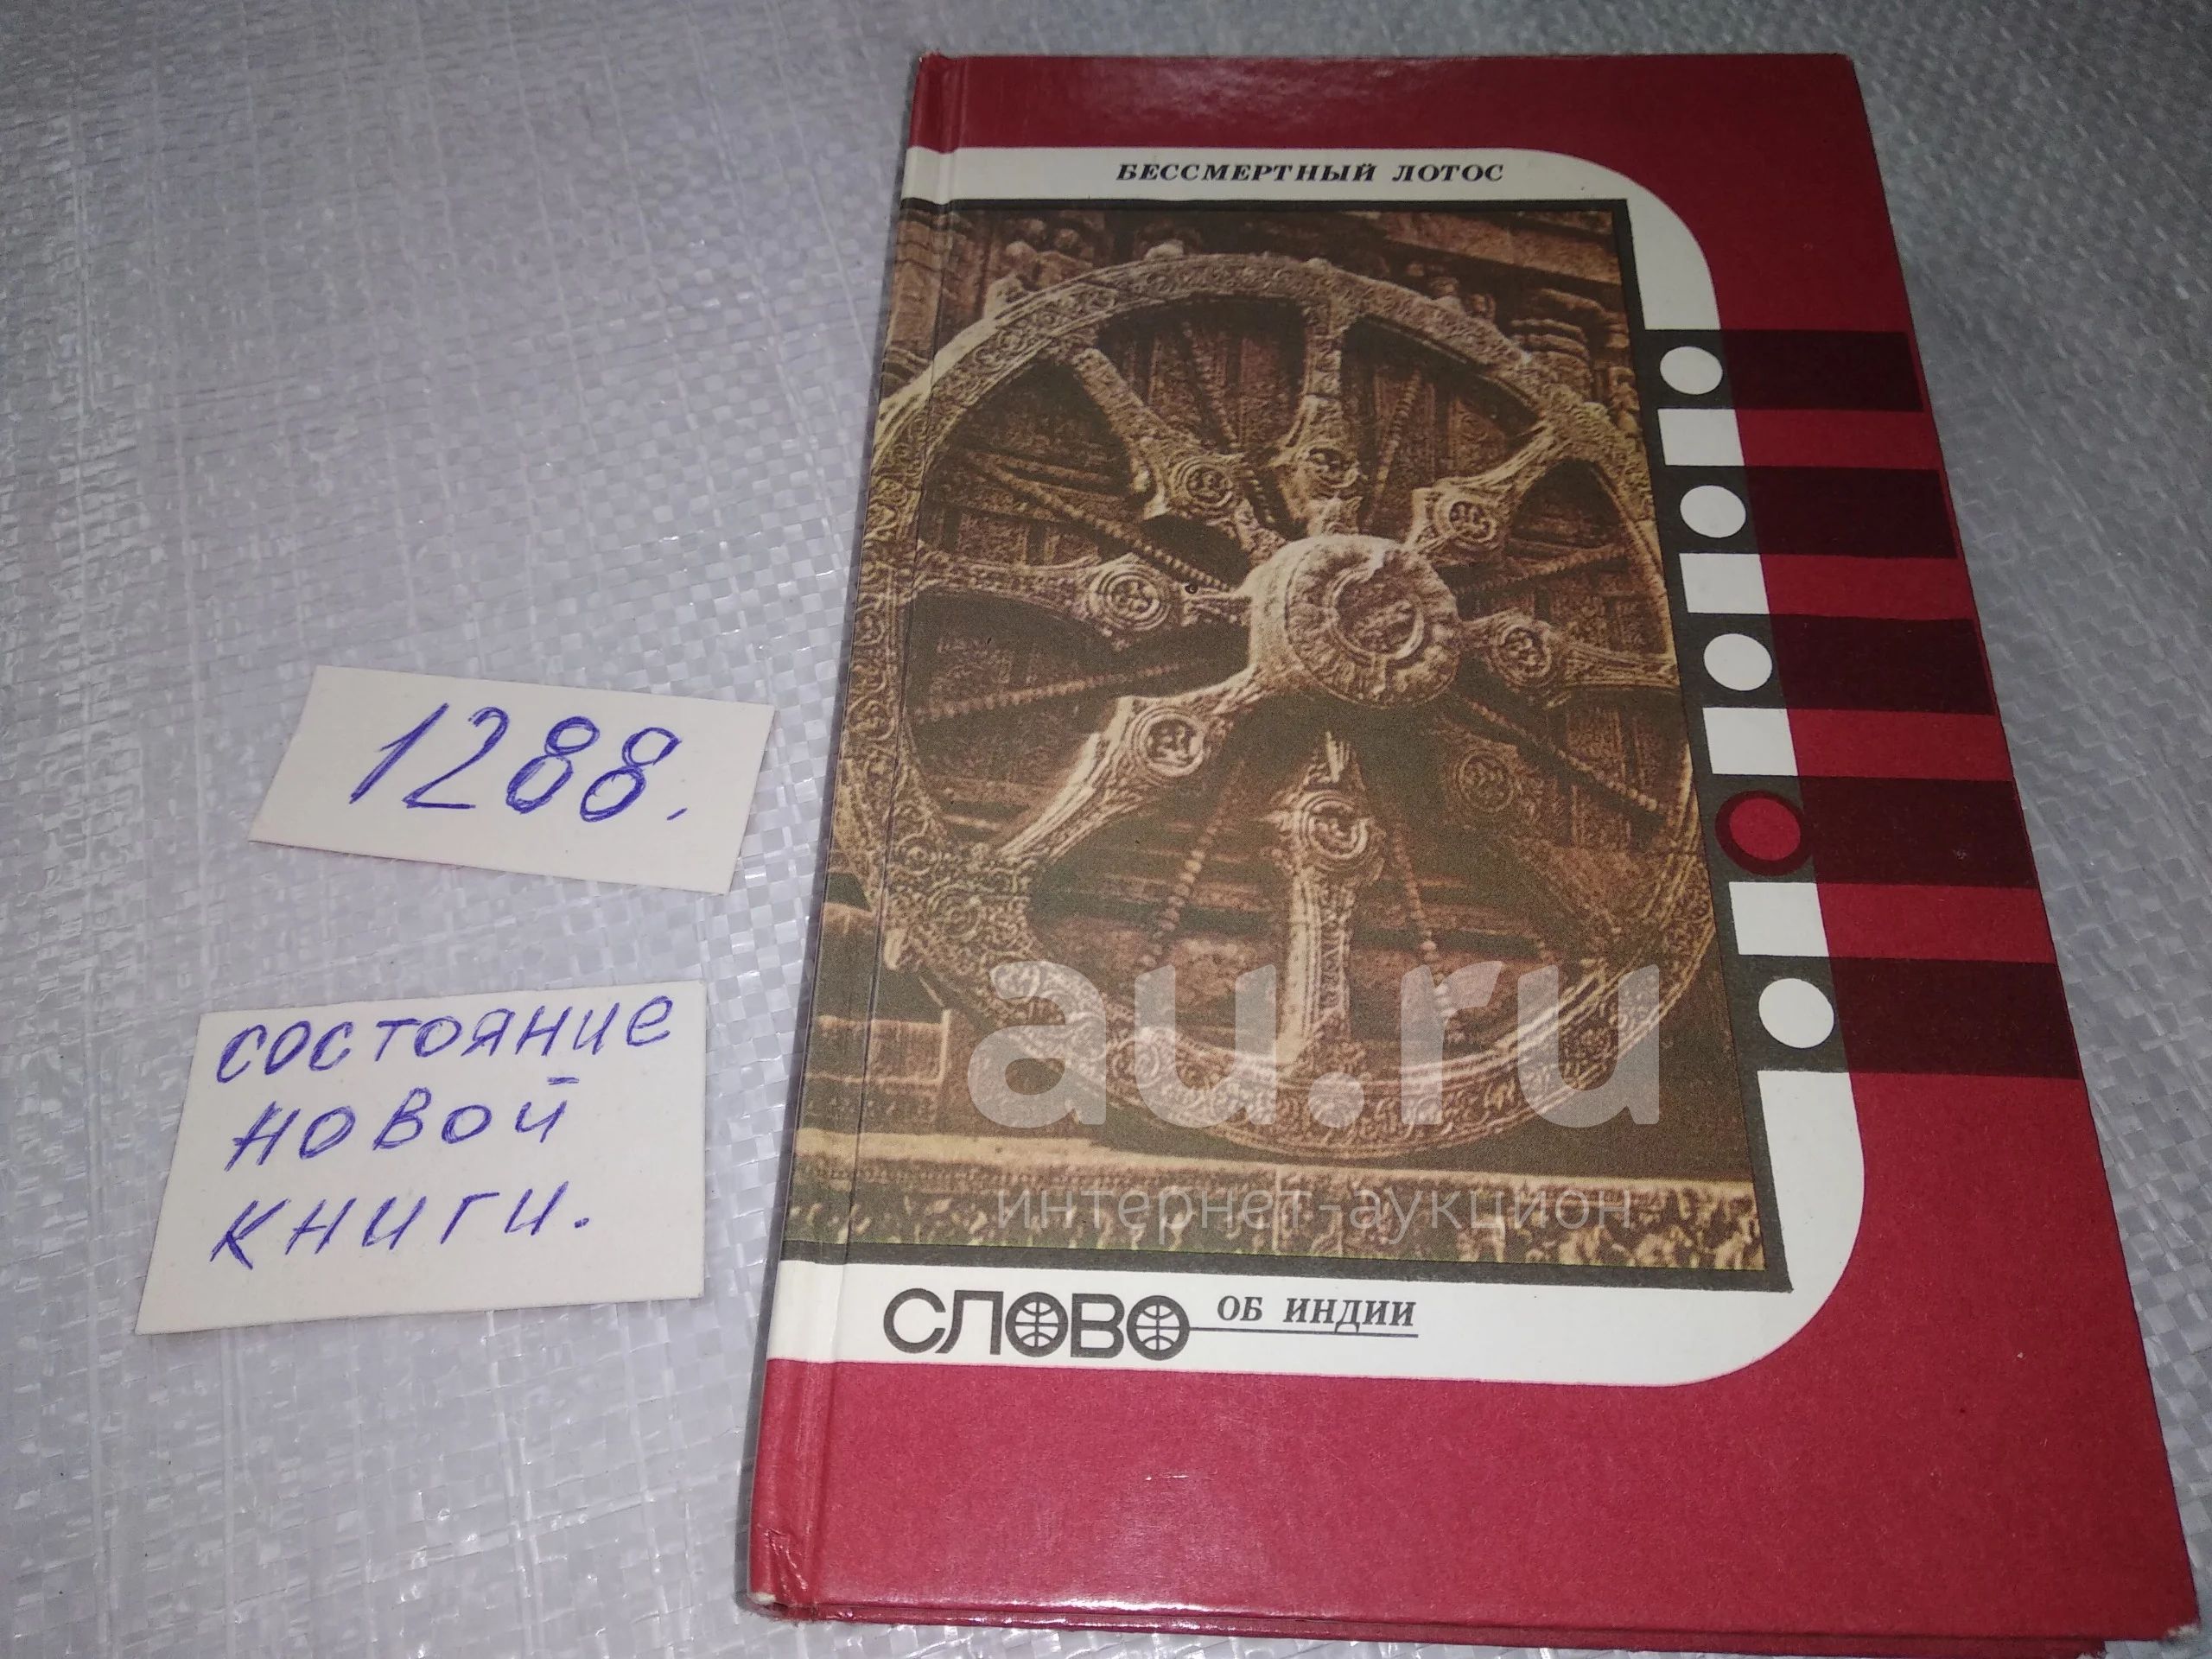 БЕССМЕРТНЫЙ ЛОТОС
1288.
состояние
новой
книги.
au.ru
интернет-аукцион
СЛОВО ОБ ИНДИИ